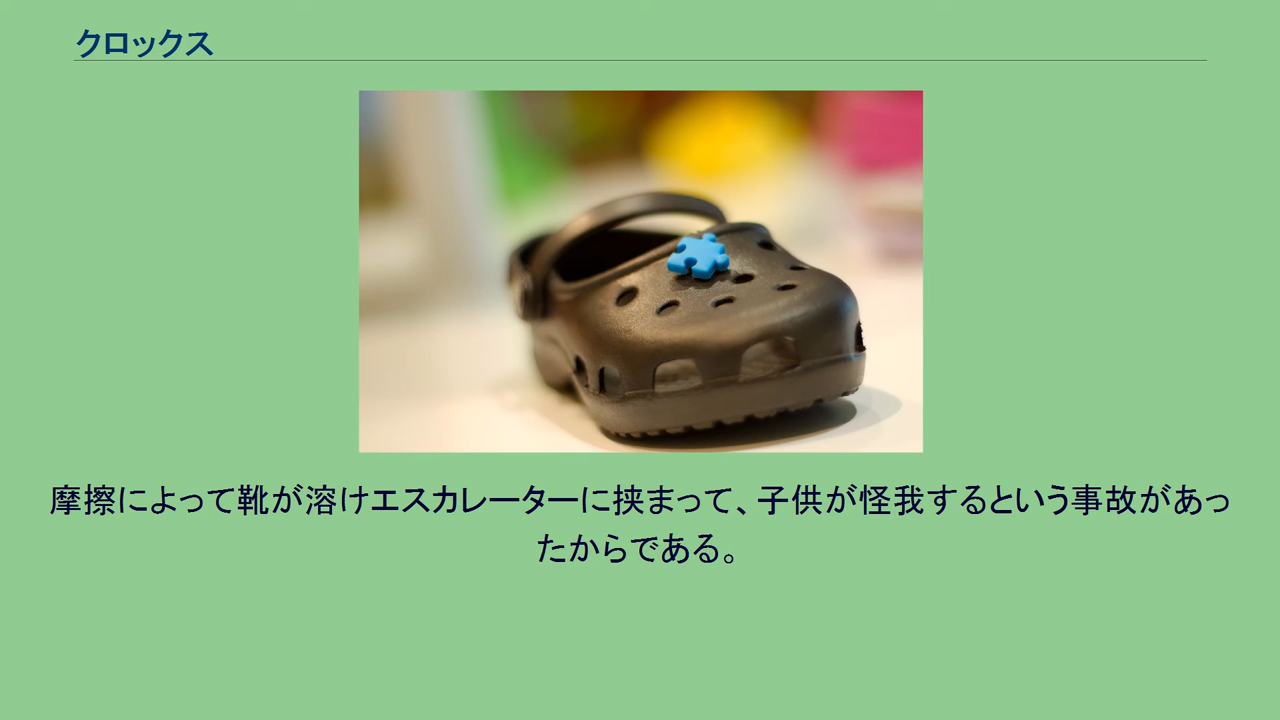 クロックス
摩擦によって靴が溶けエスカレーターに挟まって、子供が怪我するという事故があっ
たからである。